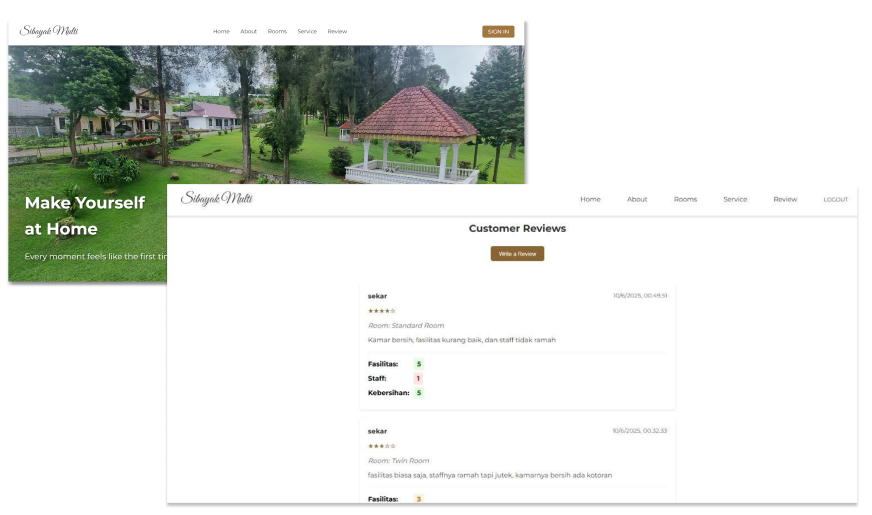 Sibayak Multi
Home About Rooms Service Review
SIGN IN
Make Yourself
at Home
Every moment feels like the first
Sibayak Multi
Home About Rooms Service Review LOGOUT
Customer Reviews
Write a Review
sekar 10/6/2025, 00.49.51
★★★★☆
Room: Standard Room
Kamar bersih, fasilitas kurang baik, dan staff tidak ramah
Fasilitas: 5
Staff: 1
Kebersihan: 5
sekar 10/6/2025, 00.32.33
★★★☆☆
Room: Twin Room
fasilitas biasa saja, staffnya ramah tapi jutek, kamarnya bersih ada kotoran
Fasilitas: 3